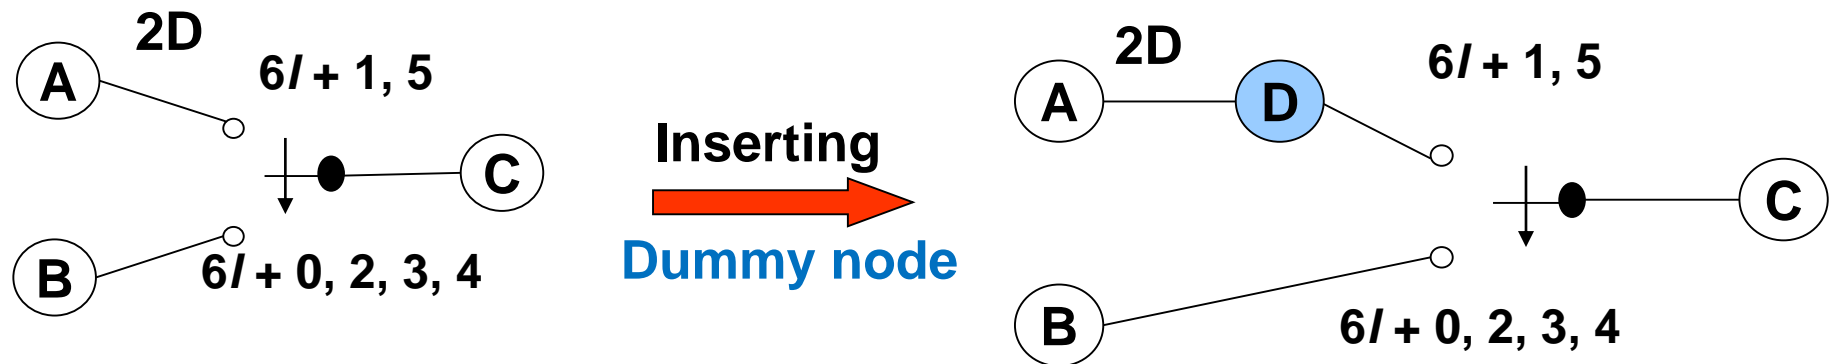 2D
A
6l + 1, 5
C
B
6l + 0, 2, 3, 4
Inserting
Dummy node
2D
A
D
6l + 1, 5
C
B
6l + 0, 2, 3, 4